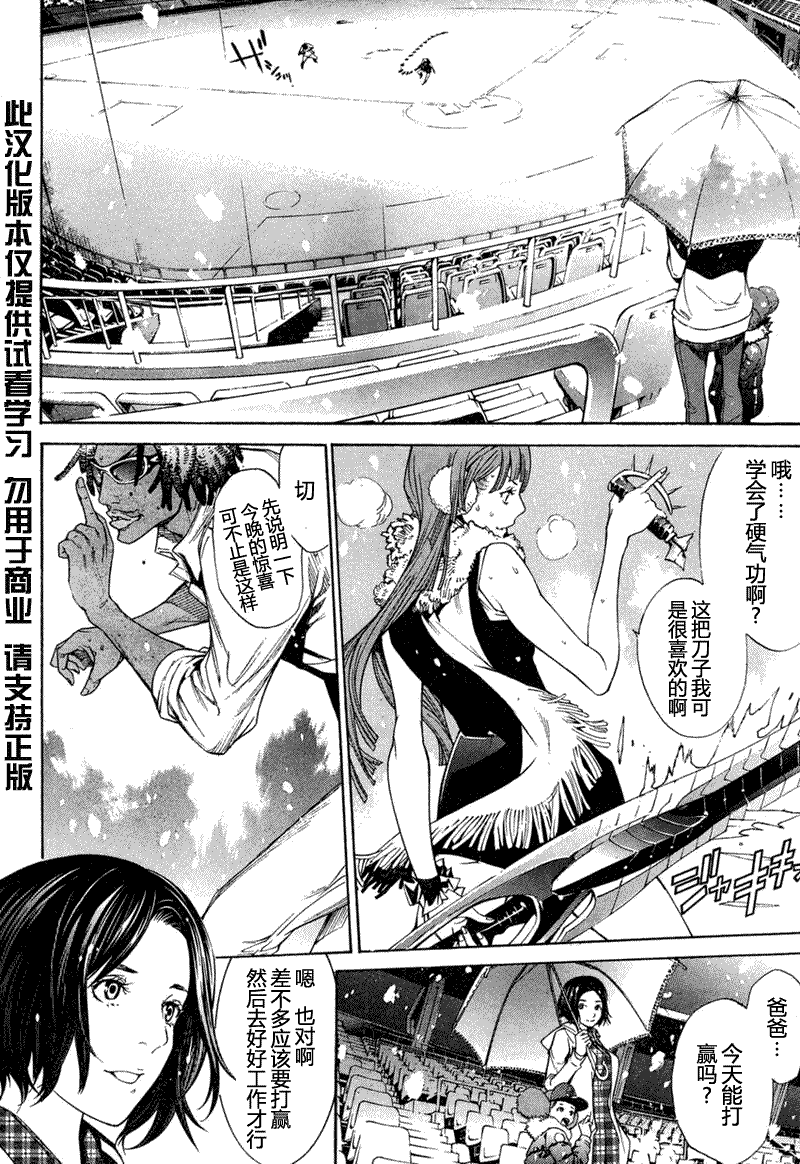 此汉化版本仅提供试看学习 勿用于商业 请支持正版
ザッ
哦……
学会了硬气功啊？
这把刀子我可
是很喜欢的啊
ジャキキッ
切
先说明一下
今晚的惊喜
可不止是这样
爸爸…
今天能打
赢吗？
嗯 也对啊
差不多应该要打赢
然后去好好工作才行